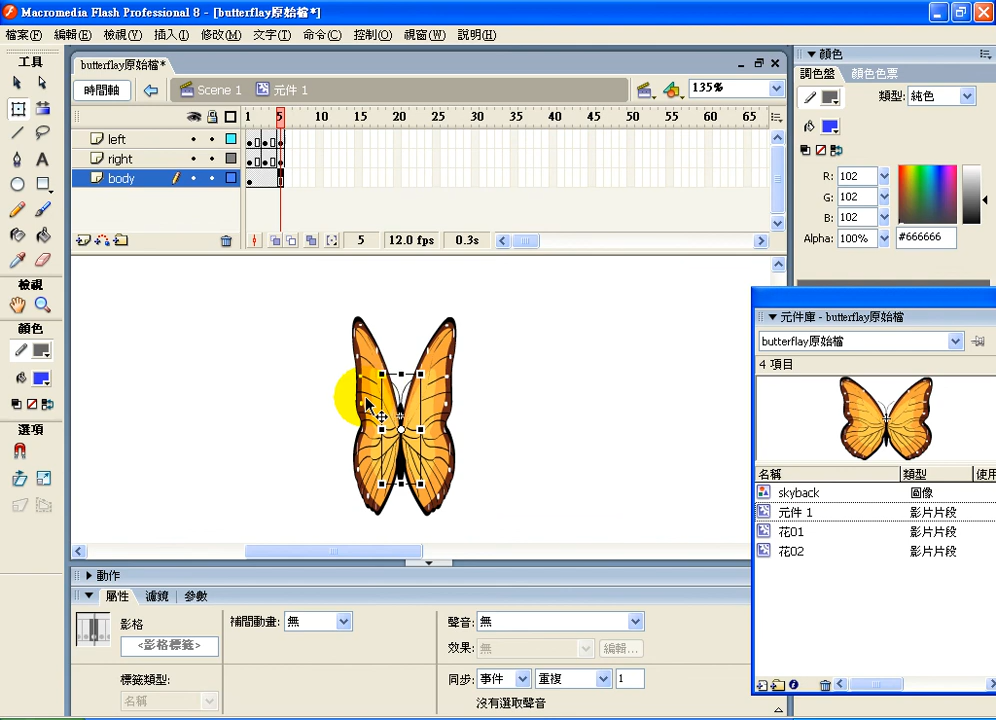 Macromedia Flash Professional 8 - [butterflay原始檔*]
檔案(F) 編輯(E) 檢視(V) 插入(I) 修改(M) 文字(T) 命令(C) 控制(O) 視窗(W) 說明(H)
工具
檢視
顏色
選項
butterflay原始檔*
時間軸 Scene 1 元件 1 135%
1 5 10 15 20 25 30 35 40 45 50 55 60 65
left
right
body
5 12.0 fps 0.3s
顏色
調色盤 顏色色票
類型: 純色
R: 102
G: 102
B: 102
Alpha: 100% #666666
元件庫 - butterflay原始檔
butterflay原始檔
4 項目
名稱 類型 使用
skyback 圖像
元件 1 影片片段
花01 影片片段
花02 影片片段
動作
屬性 濾鏡 參數
影格
<影格標籤>
標籤類型:
名稱
補間動畫: 無
聲音: 無
效果: 無 編輯...
同步: 事件 重複 1
沒有選取聲音